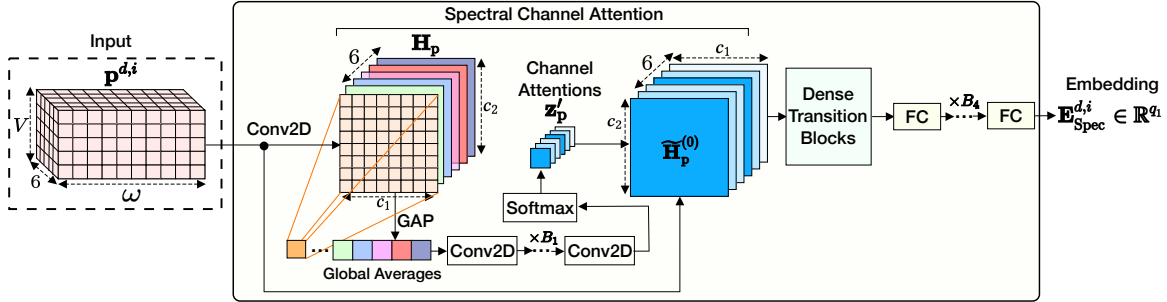 Spectral Channel Attention
Input
𝐩^{d,i}
V
6
ω
Conv2D
6
𝐇_𝐩
c_2
c_1
GAP
Global Averages
Conv2D
×B_1
Conv2D
Softmax
Channel
Attentions
𝐳′_𝐩
6
c_1
c_2
𝐇̃_𝐩^{(0)}
Dense
Transition
Blocks
FC
×B_4
FC
Embedding
𝐄_{Spec}^{d,i} ∈ ℝ^{q_1}